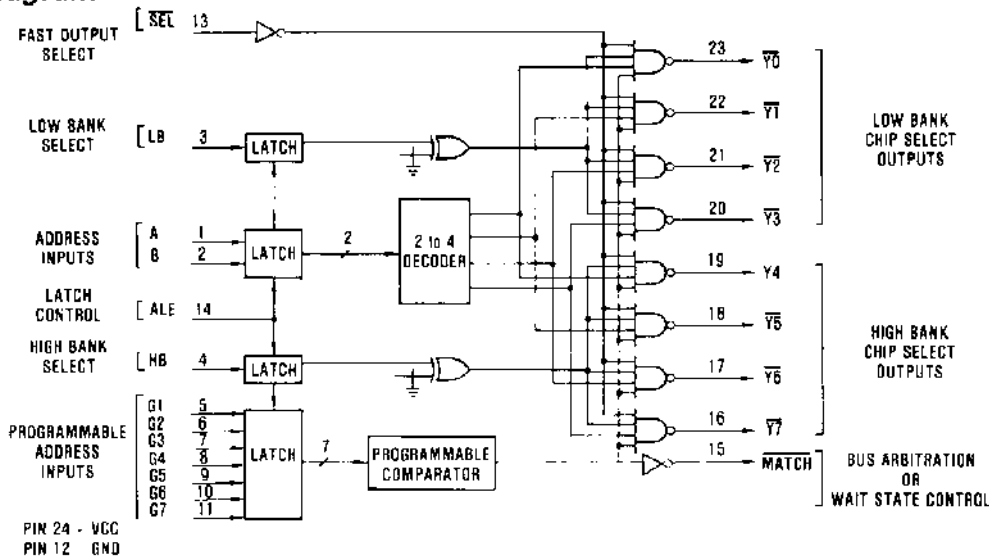 SEL 13
FAST OUTPUT
SELECT
LOW BANK
SELECT
LB 3
LATCH
ADDRESS
INPUTS
A 1
B 2
LATCH
2
2 to 4
DECODER
LATCH
CONTROL
ALE 14
HIGH BANK
SELECT
HB 4
LATCH
PROGRAMMABLE
ADDRESS
INPUTS
G1 5
G2 6
G3 7
G4 8
G5 9
G6 10
G7 11
LATCH
7
PROGRAMMABLE
COMPARATOR
PIN 24 - VCC
PIN 12 GND
23 Y0
22 Y1
21 Y2
20 Y3
LOW BANK
CHIP SELECT
OUTPUTS
19 Y4
18 Y5
17 Y6
16 Y7
HIGH BANK
CHIP SELECT
OUTPUTS
15 MATCH
BUS ARBITRATION
OR
WAIT STATE CONTROL